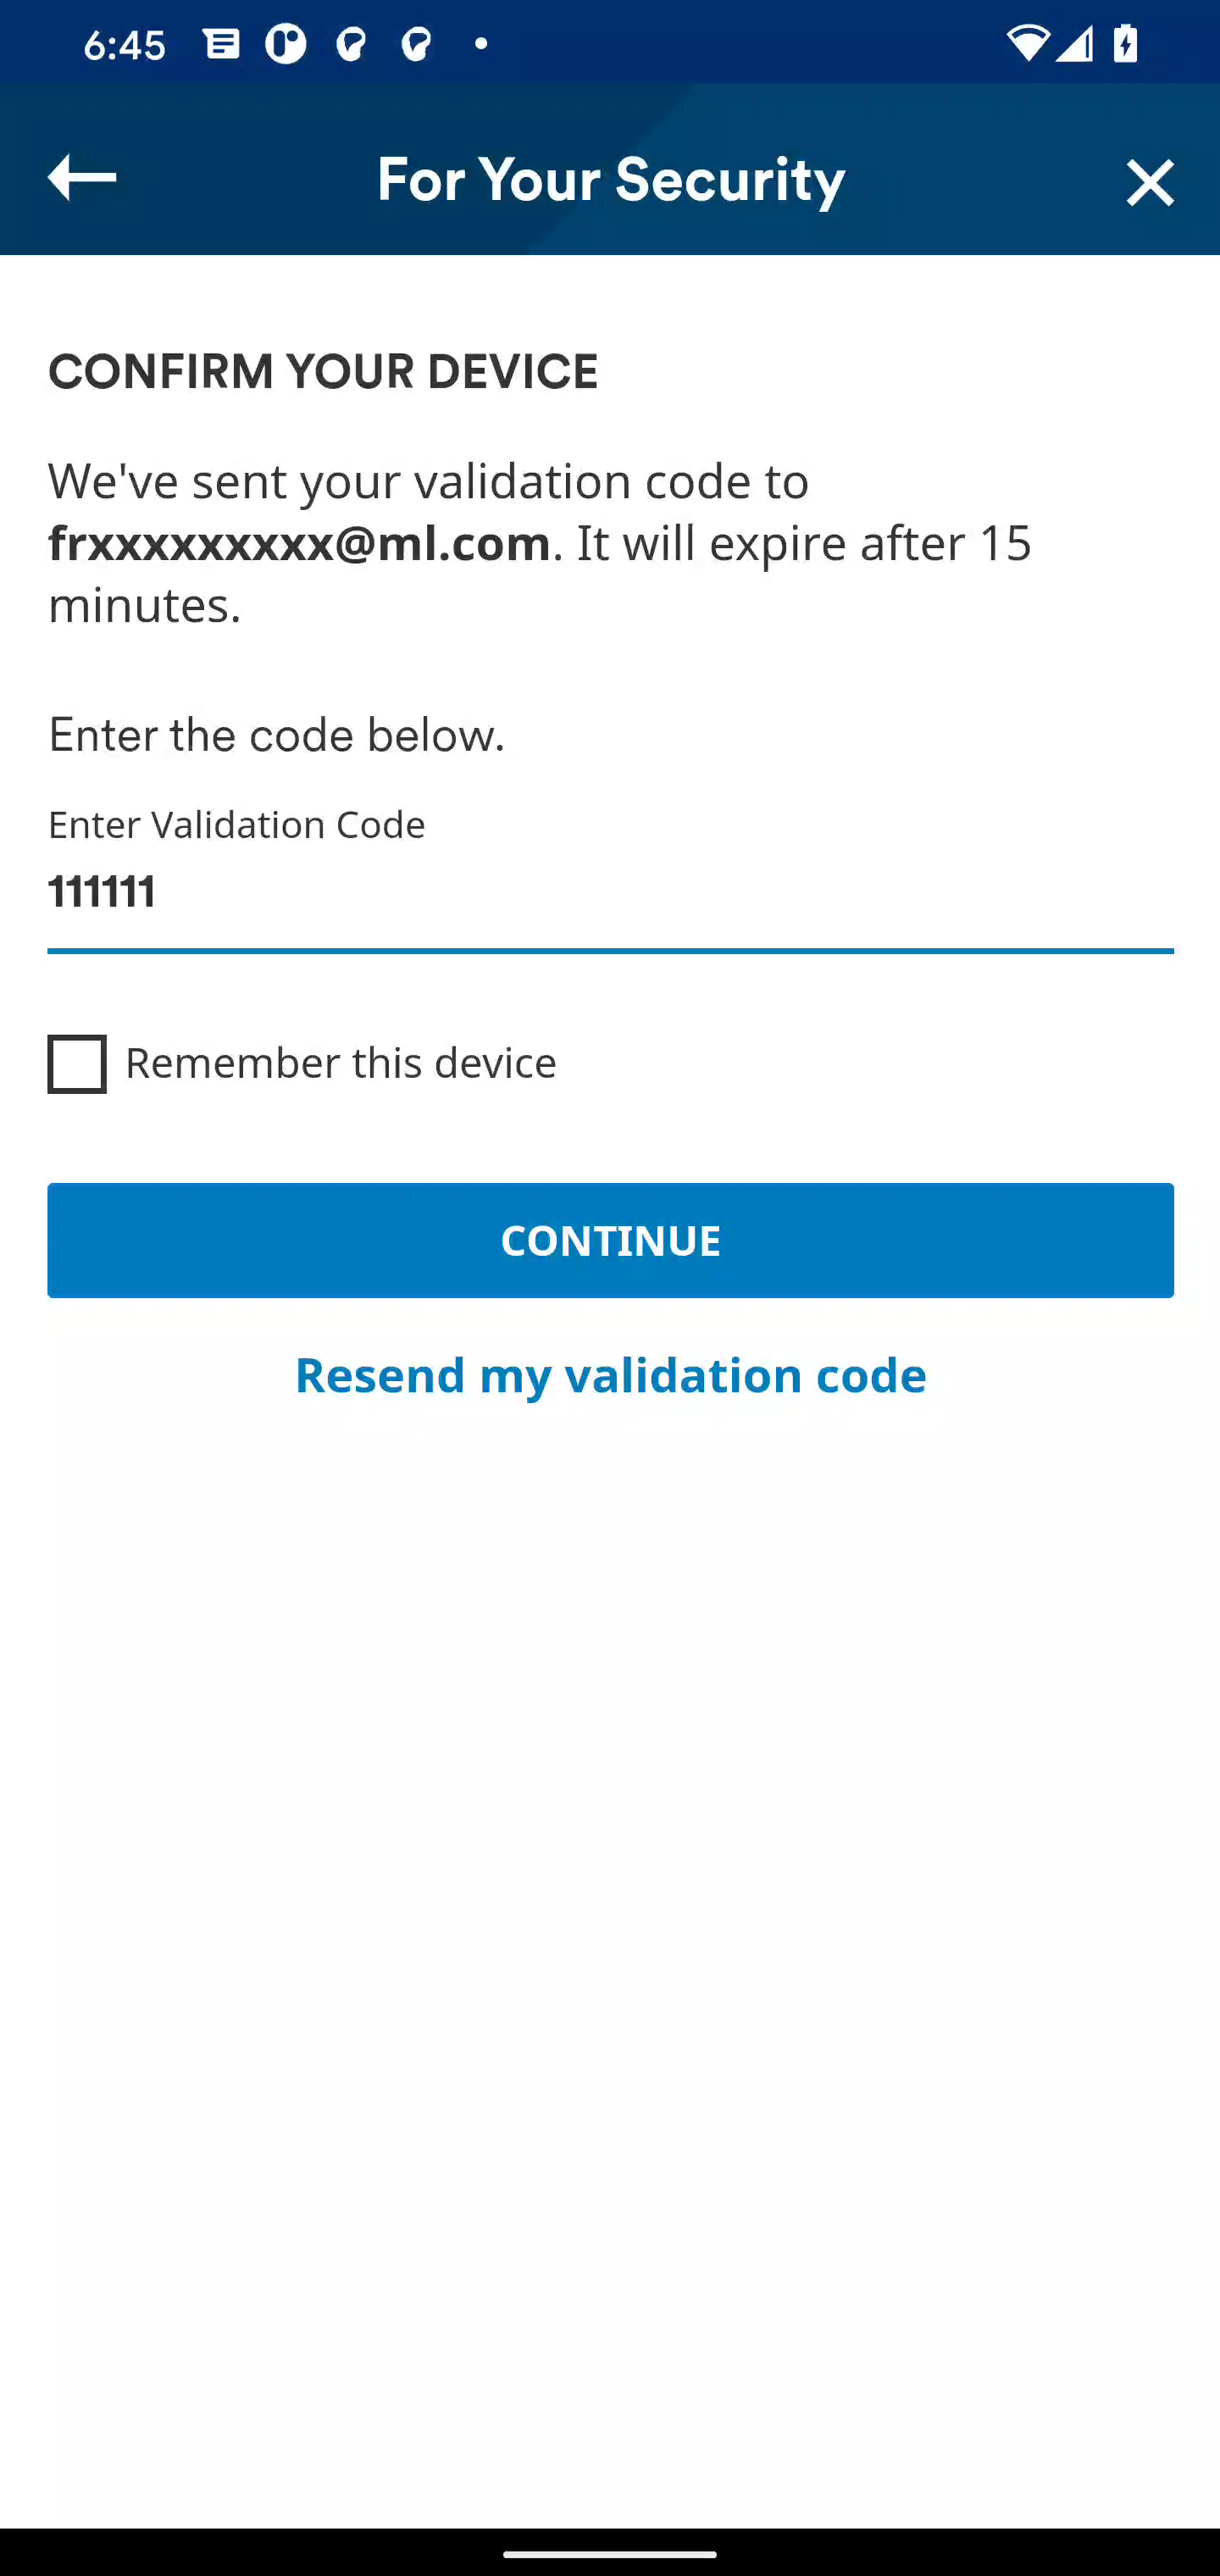 6:45
For Your Security
CONFIRM YOUR DEVICE
We've sent your validation code to
frxxxxxxxxx@ml.com. It will expire after 15
minutes.
Enter the code below.
Enter Validation Code
111111
Remember this device
CONTINUE
Resend my validation code